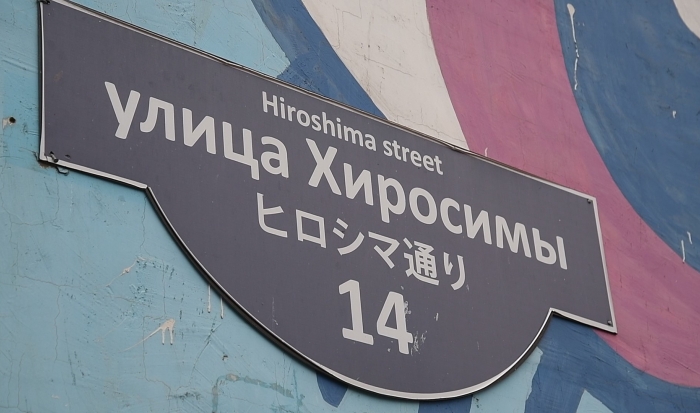 Hiroshima street
улица Хиросимы
ヒロシマ通り
14